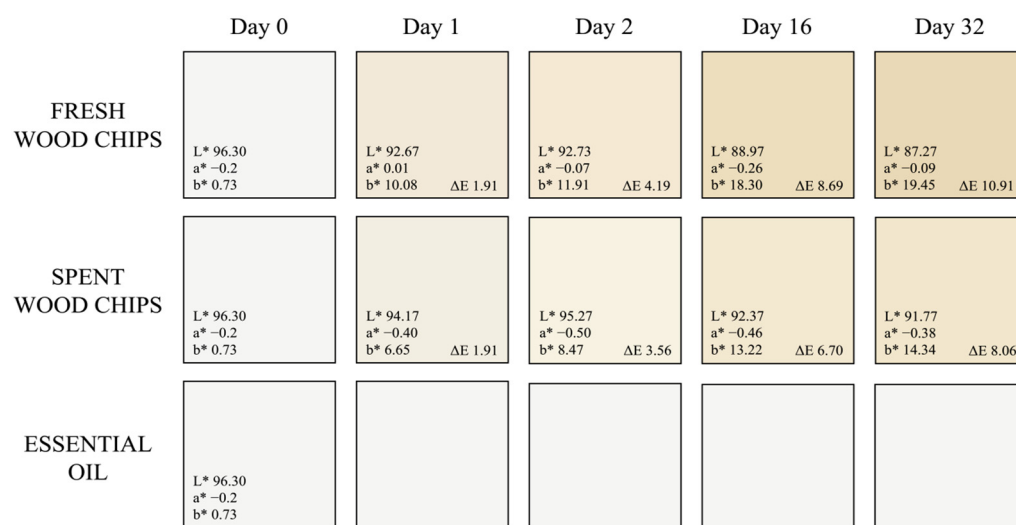 Day 0 Day 1 Day 2 Day 16 Day 32
FRESH
WOOD CHIPS
L* 96.30
a* −0.2
b* 0.73
L* 92.67
a* 0.01
b* 10.08 ΔE 1.91
L* 92.73
a* −0.07
b* 11.91 ΔE 4.19
L* 88.97
a* −0.26
b* 18.30 ΔE 8.69
L* 87.27
a* −0.09
b* 19.45 ΔE 10.91
SPENT
WOOD CHIPS
L* 96.30
a* −0.2
b* 0.73
L* 94.17
a* −0.40
b* 6.65 ΔE 1.91
L* 95.27
a* −0.50
b* 8.47 ΔE 3.56
L* 92.37
a* −0.46
b* 13.22 ΔE 6.70
L* 91.77
a* −0.38
b* 14.34 ΔE 8.06
ESSENTIAL
OIL
L* 96.30
a* −0.2
b* 0.73